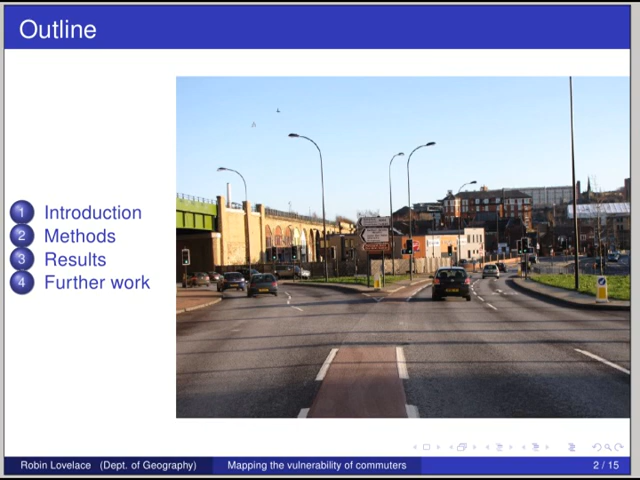 Outline
1 Introduction
2 Methods
3 Results
4 Further work
Robin Lovelace (Dept. of Geography) Mapping the vulnerability of commuters 2 / 15